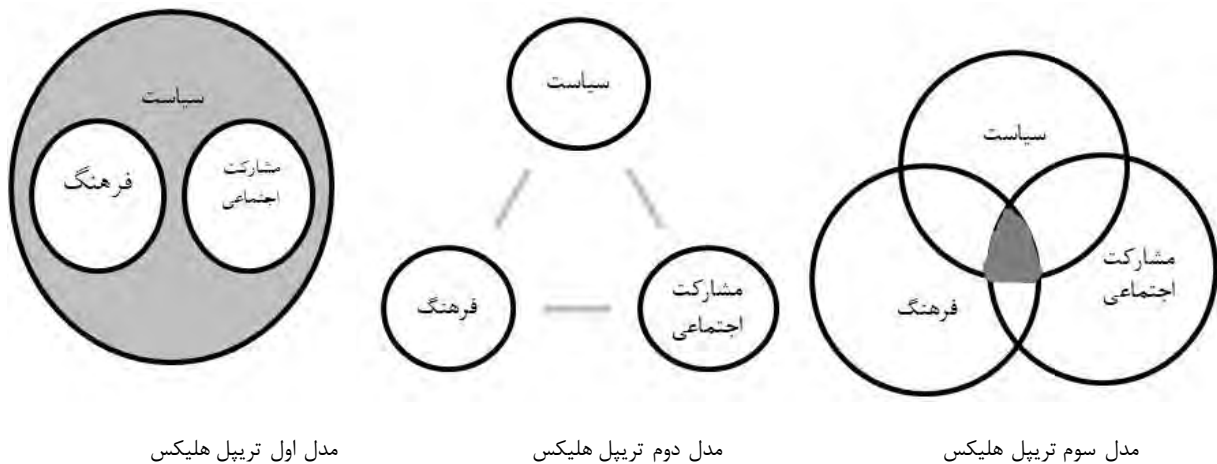 سیاست
فرهنگ
مشارکت
اجتماعی
سیاست
فرهنگ
مشارکت
اجتماعی
سیاست
فرهنگ
مشارکت
اجتماعی
مدل اول تریپل هلیکس
مدل دوم تریپل هلیکس
مدل سوم تریپل هلیکس